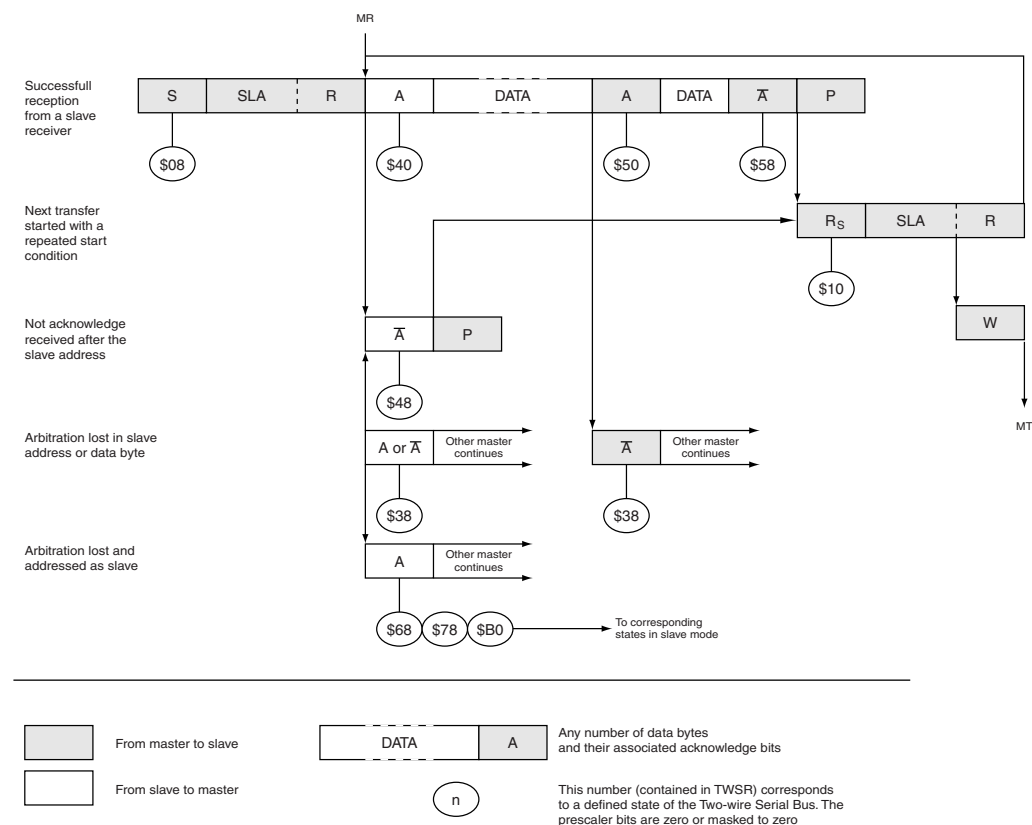 MR
Successfull
reception
from a slave
receiver
S SLA R A DATA A DATA A̅ P
$08 $40 $50 $58
Next transfer
started with a
repeated start
condition
RS SLA R
$10
Not acknowledge
received after the
slave address
A̅ P
W
$48
MT
Arbitration lost in slave
address or data byte
A or A̅
Other master
continues
A̅
Other master
continues
$38 $38
Arbitration lost and
addressed as slave
A
Other master
continues
$68 $78 $B0
To corresponding
states in slave mode
From master to slave
DATA A
Any number of data bytes
and their associated acknowledge bits
From slave to master
n
This number (contained in TWSR) corresponds
to a defined state of the Two-wire Serial Bus. The
prescaler bits are zero or masked to zero